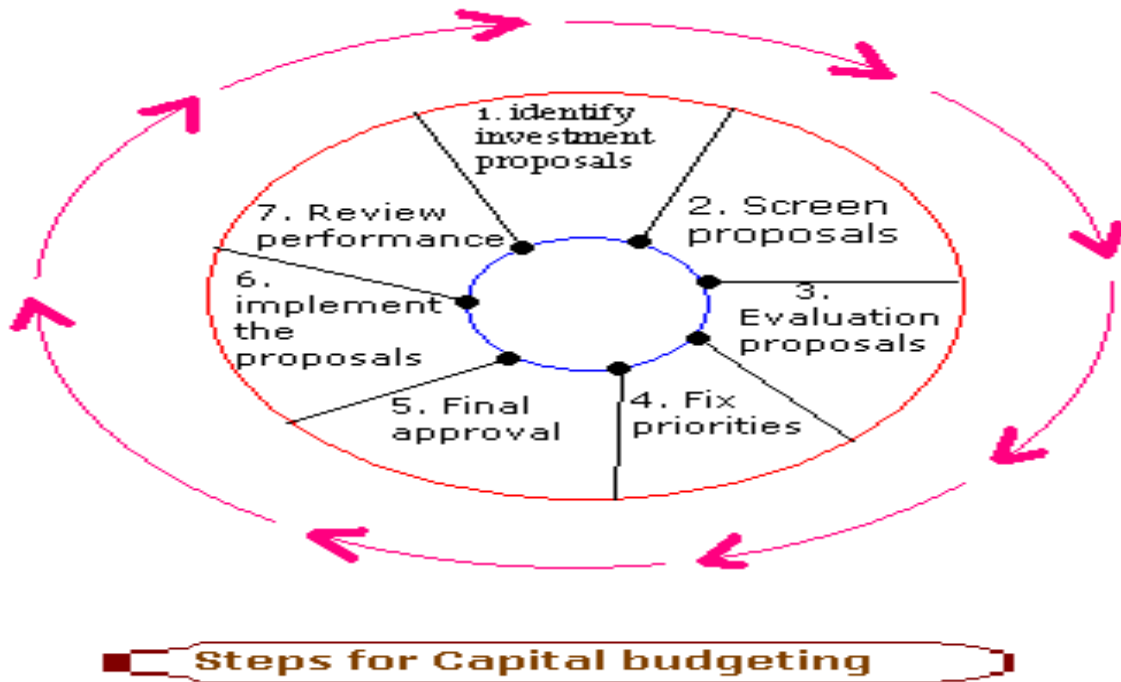 1. identify
investment
proposals
2. Screen
proposals
3.
Evaluation
proposals
4. Fix
priorities
5. Final
approval
6.
implement
the
proposals
7. Review
performance
Steps for Capital budgeting